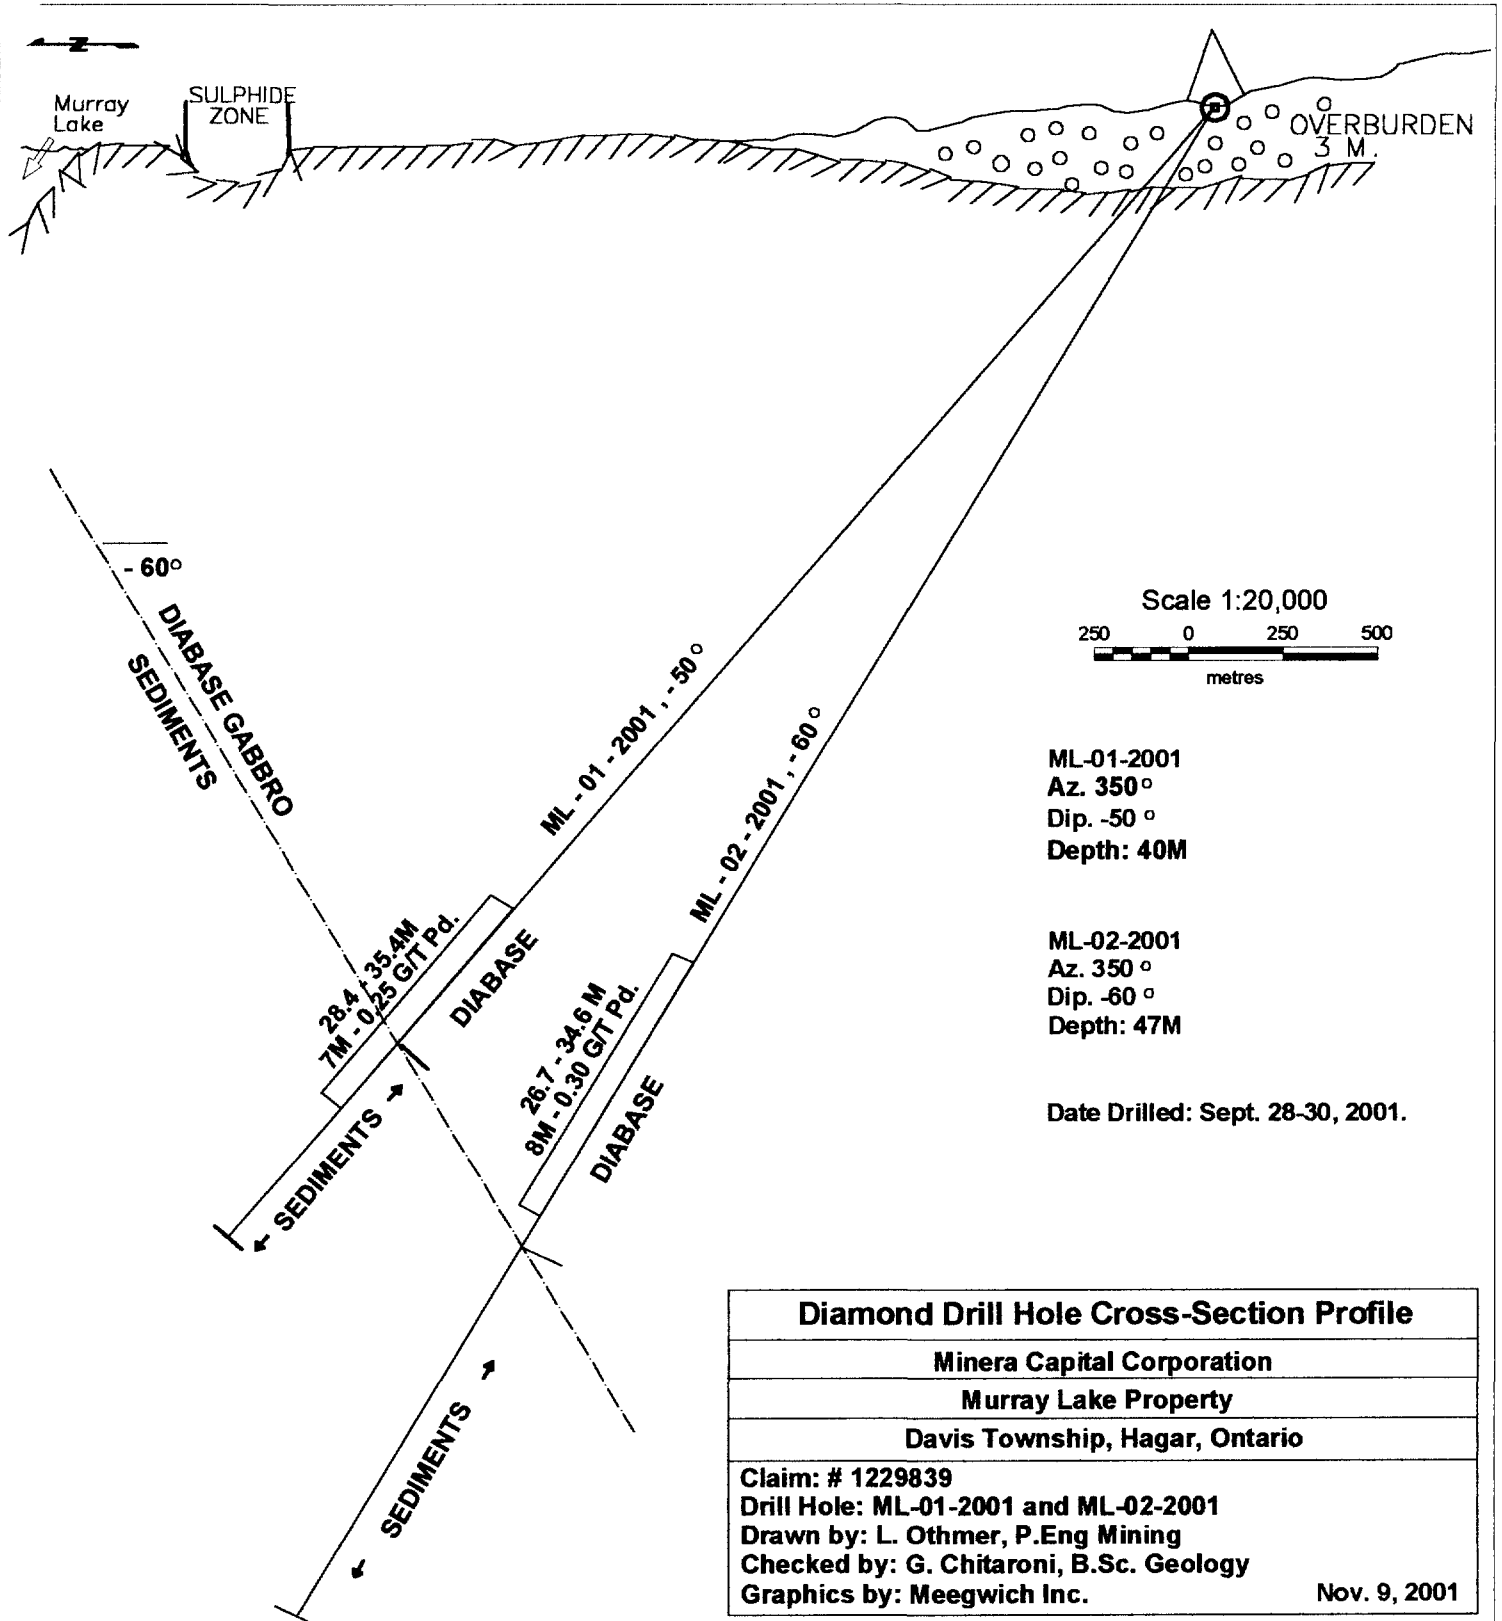 N
Murray
Lake
SULPHIDE
ZONE
OVERBURDEN
3 M.
- 60°
DIABASE GABBRO
SEDIMENTS
ML - 01 - 2001 , - 50°
ML - 02 - 2001 , - 60°
Scale 1:20,000
250 0 250 500
metres
ML-01-2001
Az. 350°
Dip. -50 °
Depth: 40M
28.4 - 35.4M
7M - 0.25 G/T Pd.
DIABASE
ML-02-2001
Az. 350 °
Dip. -60 °
Depth: 47M
26.7 - 34.6 M
8M - 0.30 G/T Pd.
DIABASE
Date Drilled: Sept. 28-30, 2001.
SEDIMENTS
SEDIMENTS
Diamond Drill Hole Cross-Section Profile
Minera Capital Corporation
Murray Lake Property
Davis Township, Hagar, Ontario
Claim: # 1229839
Drill Hole: ML-01-2001 and ML-02-2001
Drawn by: L. Othmer, P.Eng Mining
Checked by: G. Chitaroni, B.Sc. Geology
Graphics by: Meegwich Inc. Nov. 9, 2001